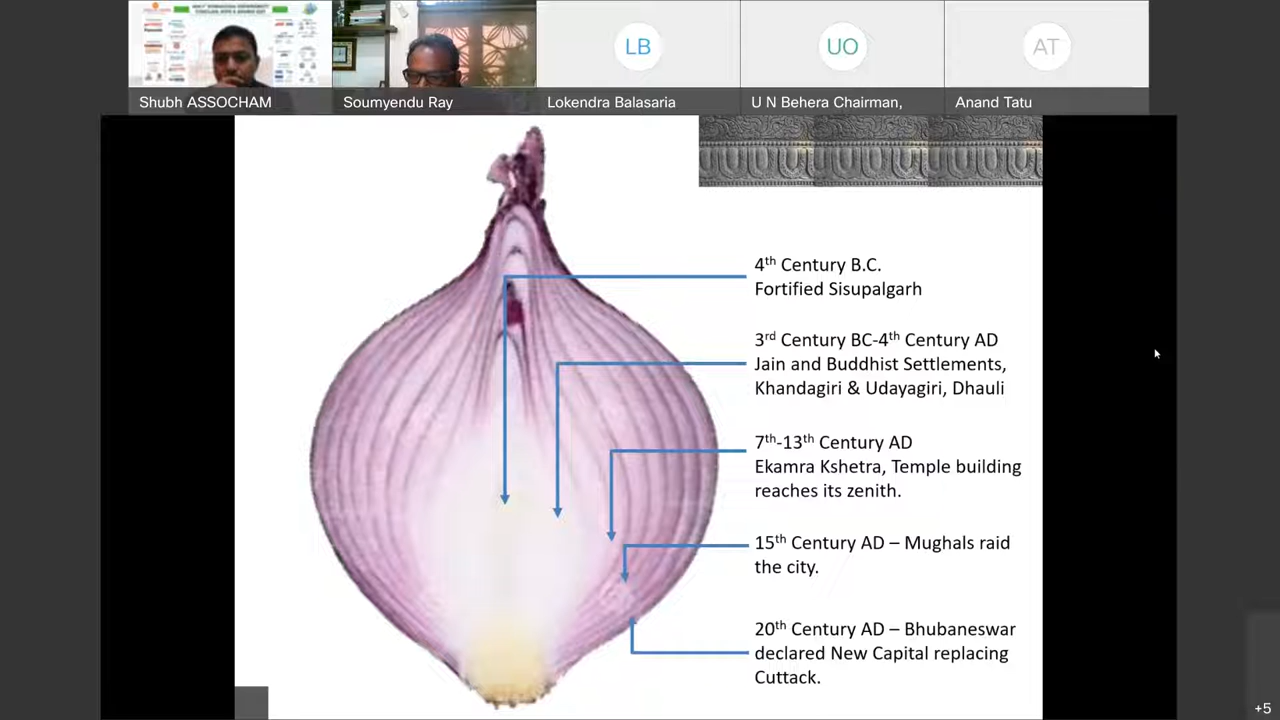 Shubh ASSOCHAM
Soumyendu Ray
LB
Lokendra Balasaria
UO
U N Behera Chairman,
AT
Anand Tatu
4th Century B.C.
Fortified Sisupalgarh
3rd Century BC-4th Century AD
Jain and Buddhist Settlements,
Khandagiri & Udayagiri, Dhauli
7th-13th Century AD
Ekamra Kshetra, Temple building
reaches its zenith.
15th Century AD – Mughals raid
the city.
20th Century AD – Bhubaneswar
declared New Capital replacing
Cuttack.
+5